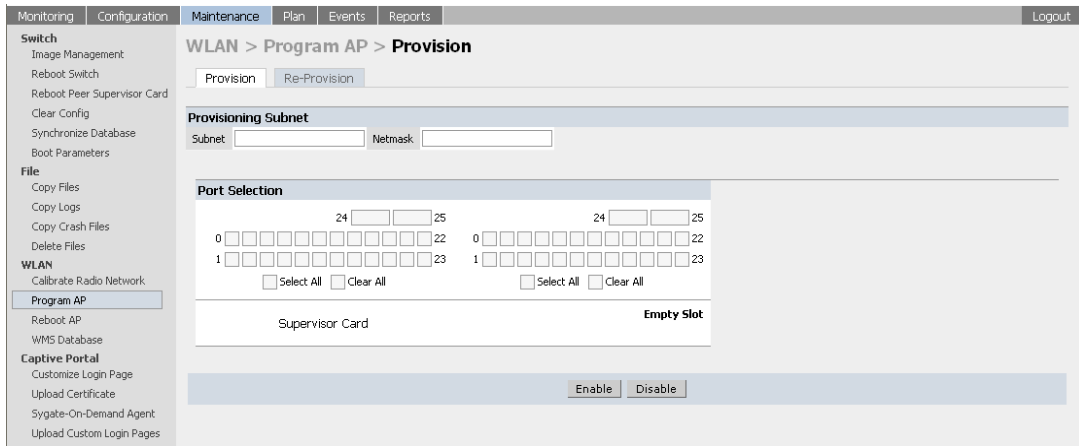 Monitoring Configuration Maintenance Plan Events Reports Logout
Switch
Image Management
Reboot Switch
Reboot Peer Supervisor Card
Clear Config
Synchronize Database
Boot Parameters
File
Copy Files
Copy Logs
Copy Crash Files
Delete Files
WLAN
Calibrate Radio Network
Program AP
Reboot AP
WMS Database
Captive Portal
Customize Login Page
Upload Certificate
Sygate-On-Demand Agent
Upload Custom Login Pages
WLAN > Program AP > Provision
Provision Re-Provision
Provisioning Subnet
Subnet Netmask
Port Selection
24 25 24 25
0 22 0 22
1 23 1 23
Select All Clear All Select All Clear All
Supervisor Card Empty Slot
Enable Disable